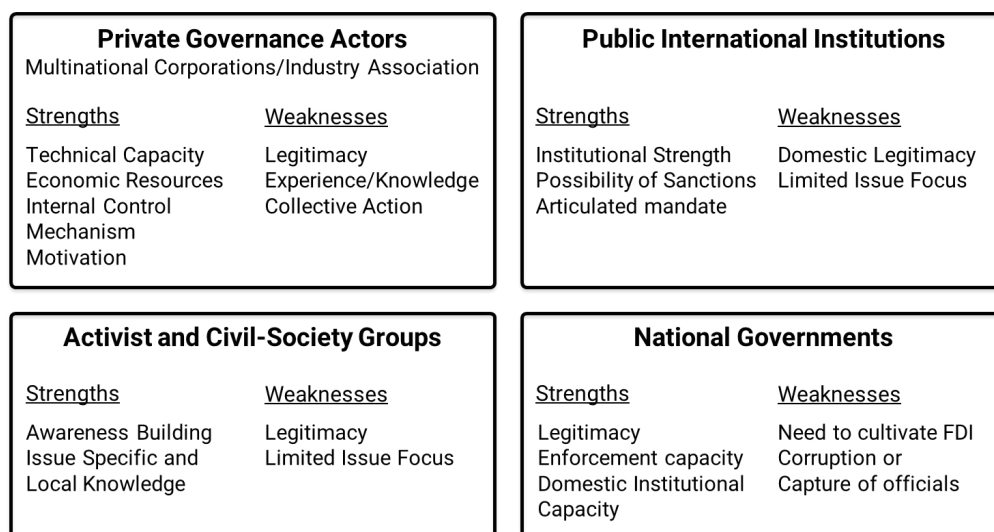 Private Governance Actors
Multinational Corporations/Industry Association
Strengths
Technical Capacity
Economic Resources
Internal Control
Mechanism
Motivation
Weaknesses
Legitimacy
Experience/Knowledge
Collective Action
Public International Institutions
Strengths
Institutional Strength
Possibility of Sanctions
Articulated mandate
Weaknesses
Domestic Legitimacy
Limited Issue Focus
Activist and Civil-Society Groups
Strengths
Awareness Building
Issue Specific and
Local Knowledge
Weaknesses
Legitimacy
Limited Issue Focus
National Governments
Strengths
Legitimacy
Enforcement capacity
Domestic Institutional
Capacity
Weaknesses
Need to cultivate FDI
Corruption or
Capture of officials